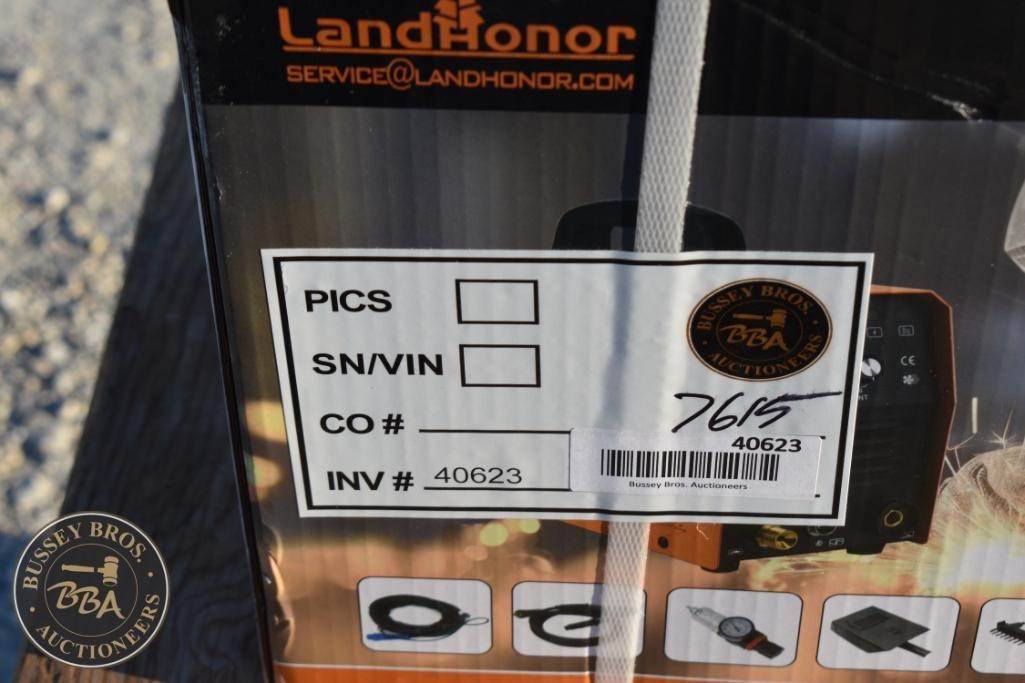 LandHonor
SERVICE@LANDHONOR.COM
PICS
SN/VIN
CO #
INV # 40623
BUSSEY BROS.
BBA
AUCTIONEERS
7615
40623
Bussey Bros. Auctioneers
CE
BUSSEY BROS.
BBA
AUCTIONEERS